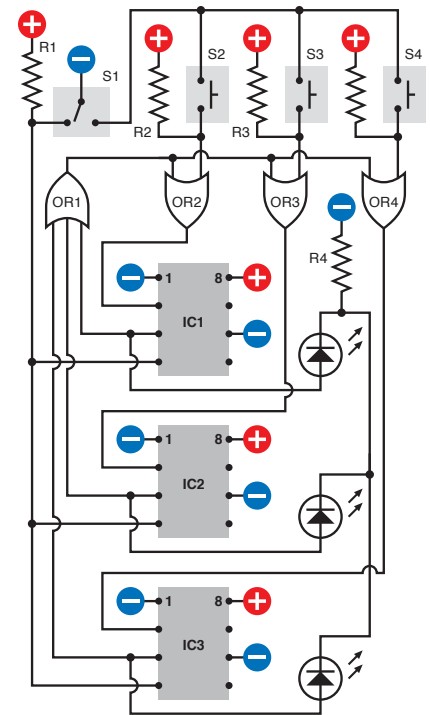 R1
S1
S2
S3
S4
R2
R3
OR1
OR2
OR3
OR4
R4
1
8
IC1
1
8
IC2
1
8
IC3